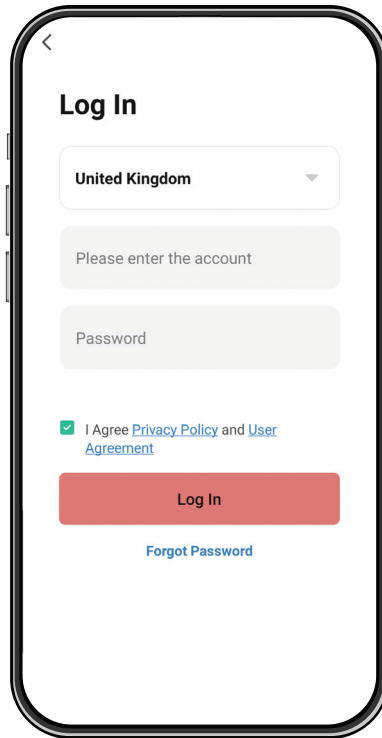 Log In
United Kingdom
Please enter the account
Password
I Agree Privacy Policy and User
Agreement
Log In
Forgot Password